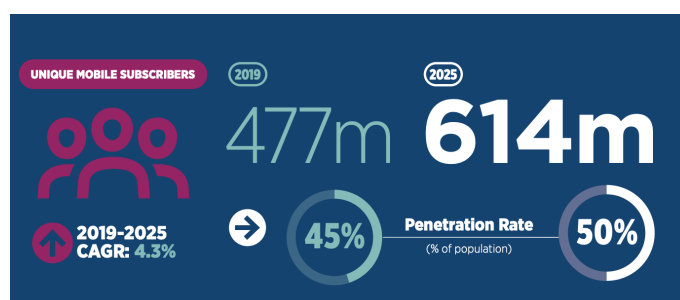 UNIQUE MOBILE SUBSCRIBERS
2019
477m
2025
614m
2019-2025
CAGR: 4.3%
45%
Penetration Rate
(% of population)
50%